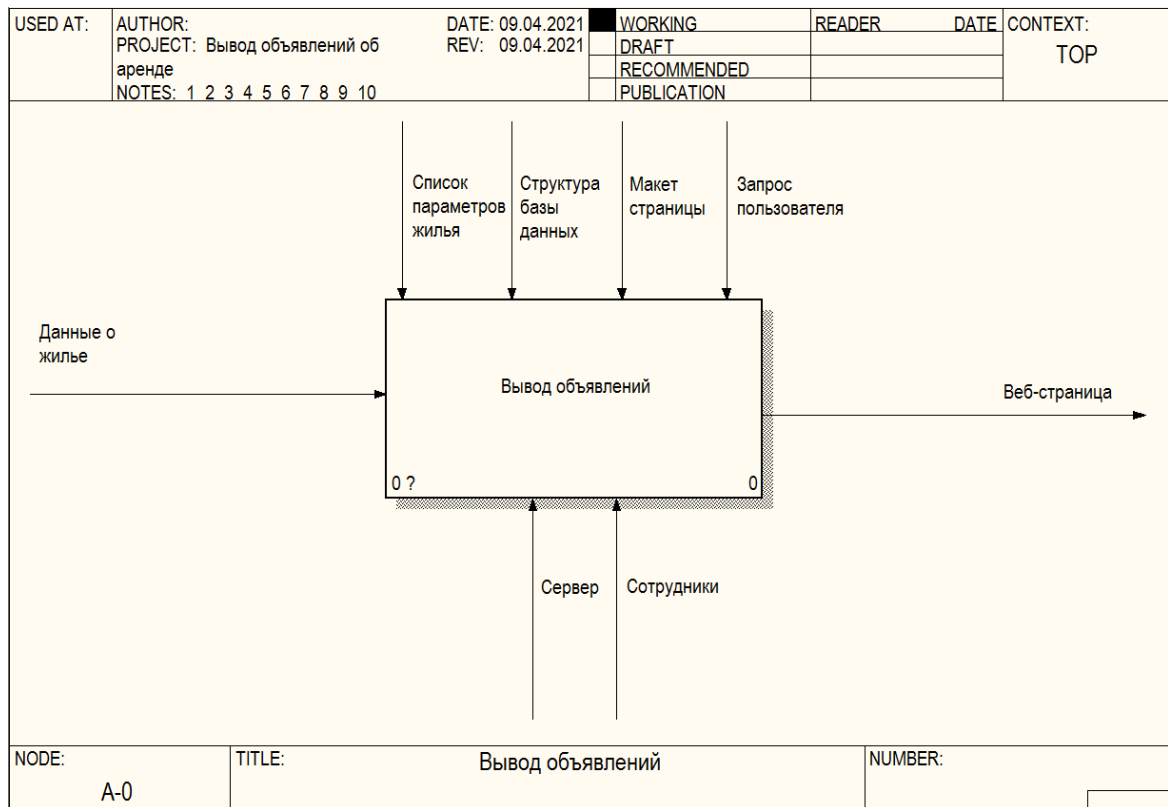 USED AT:
AUTHOR:
DATE: 09.04.2021
WORKING
READER
DATE
CONTEXT:
PROJECT: Вывод объявлений об
REV: 09.04.2021
DRAFT
TOP
аренде
RECOMMENDED
NOTES: 1 2 3 4 5 6 7 8 9 10
PUBLICATION
Список
параметров
жилья
Структура
базы
данных
Макет
страницы
Запрос
пользователя
Данные о
жилье
Вывод объявлений
Веб-страница
0 ?
0
Сервер
Сотрудники
NODE:
A-0
TITLE:
Вывод объявлений
NUMBER: